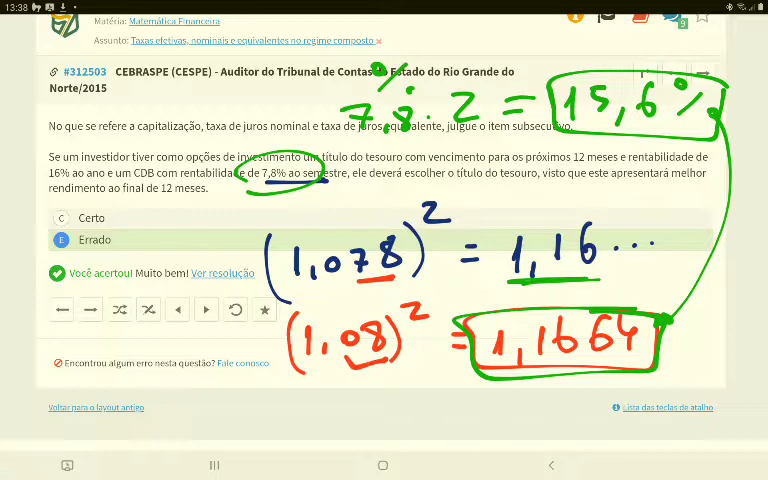 13:38
Matéria: Matemática Financeira
9
Assunto: Taxas efetivas, nominais e equivalentes no regime composto ×
#312503 CEBRASPE (CESPE) - Auditor do Tribunal de Contas do Estado do Rio Grande do
Norte/2015
7,8% . 2 = 15,6%
No que se refere a capitalização, taxa de juros nominal e taxa de juros equivalente, julgue o item subsecutivo.
Se um investidor tiver como opções de investimento um título do tesouro com vencimento para os próximos 12 meses e rentabilidade de
16% ao ano e um CDB com rentabilidade de 7,8% ao semestre, ele deverá escolher o título do tesouro, visto que este apresentará melhor
rendimento ao final de 12 meses.
C Certo
E Errado
(1,078)² = 1,16...
Você acertou! Muito bem! Ver resolução
(1,08)² = 1,1664
Encontrou algum erro nesta questão? Fale conosco
Voltar para o layout antigo
Lista das teclas de atalho